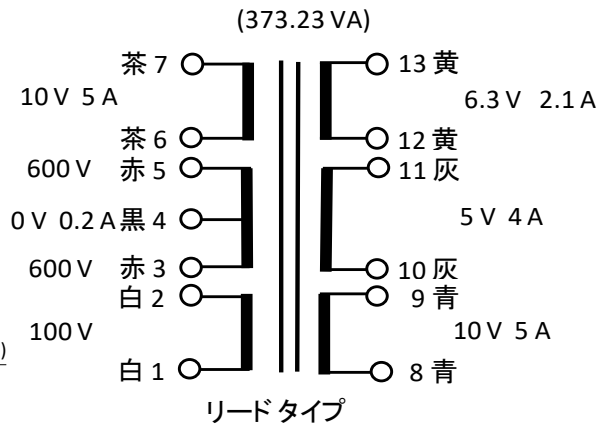 (373.23 VA)
茶 7
13 黄
10 V 5 A
6.3 V 2.1 A
茶 6
12 黄
600 V 赤 5
11 灰
0 V 0.2 A 黒 4
5 V 4 A
600 V 赤 3
10 灰
白 2
9 青
100 V
10 V 5 A
)
白 1
8 青
リード タイプ